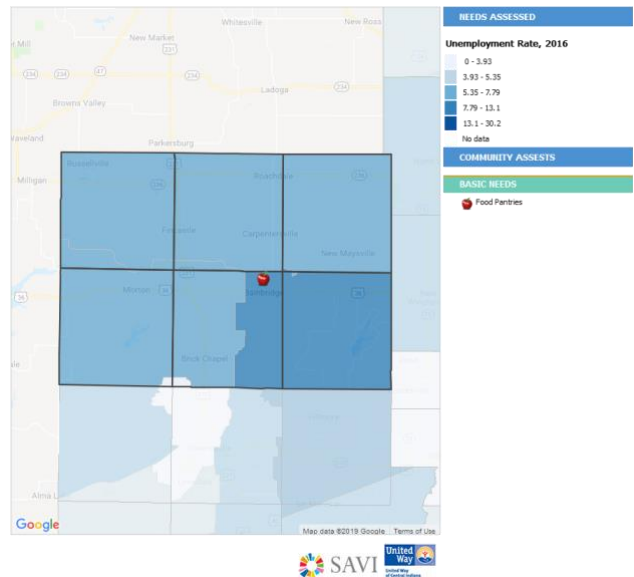 Whitesville
New Ross
New Market
Ladoga
Browns Valley
Waveland
Parkersburg
Russellville
Milligan
Roachdale
Carpentersville
New Maysville
Morton
Bainbridge
Brick Chapel
Google
Map data ©2019 Google Terms of Use
NEEDS ASSESSED
Unemployment Rate, 2016
0 - 3.93
3.93 - 5.35
5.35 - 7.79
7.79 - 13.1
13.1 - 30.2
No data
COMMUNITY ASSESTS
BASIC NEEDS
Food Pantries
SAVI
United
Way
United Way
of Central Indiana